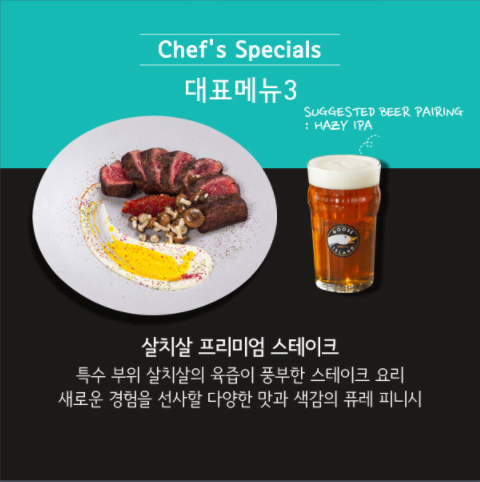 Chef's Specials
대표메뉴3
SUGGESTED BEER PAIRING
: HAZY IPA
GOOSE
ISLAND
살치살 프리미엄 스테이크
특수 부위 살치살의 육즙이 풍부한 스테이크 요리
새로운 경험을 선사할 다양한 맛과 색감의 퓨레 피니시